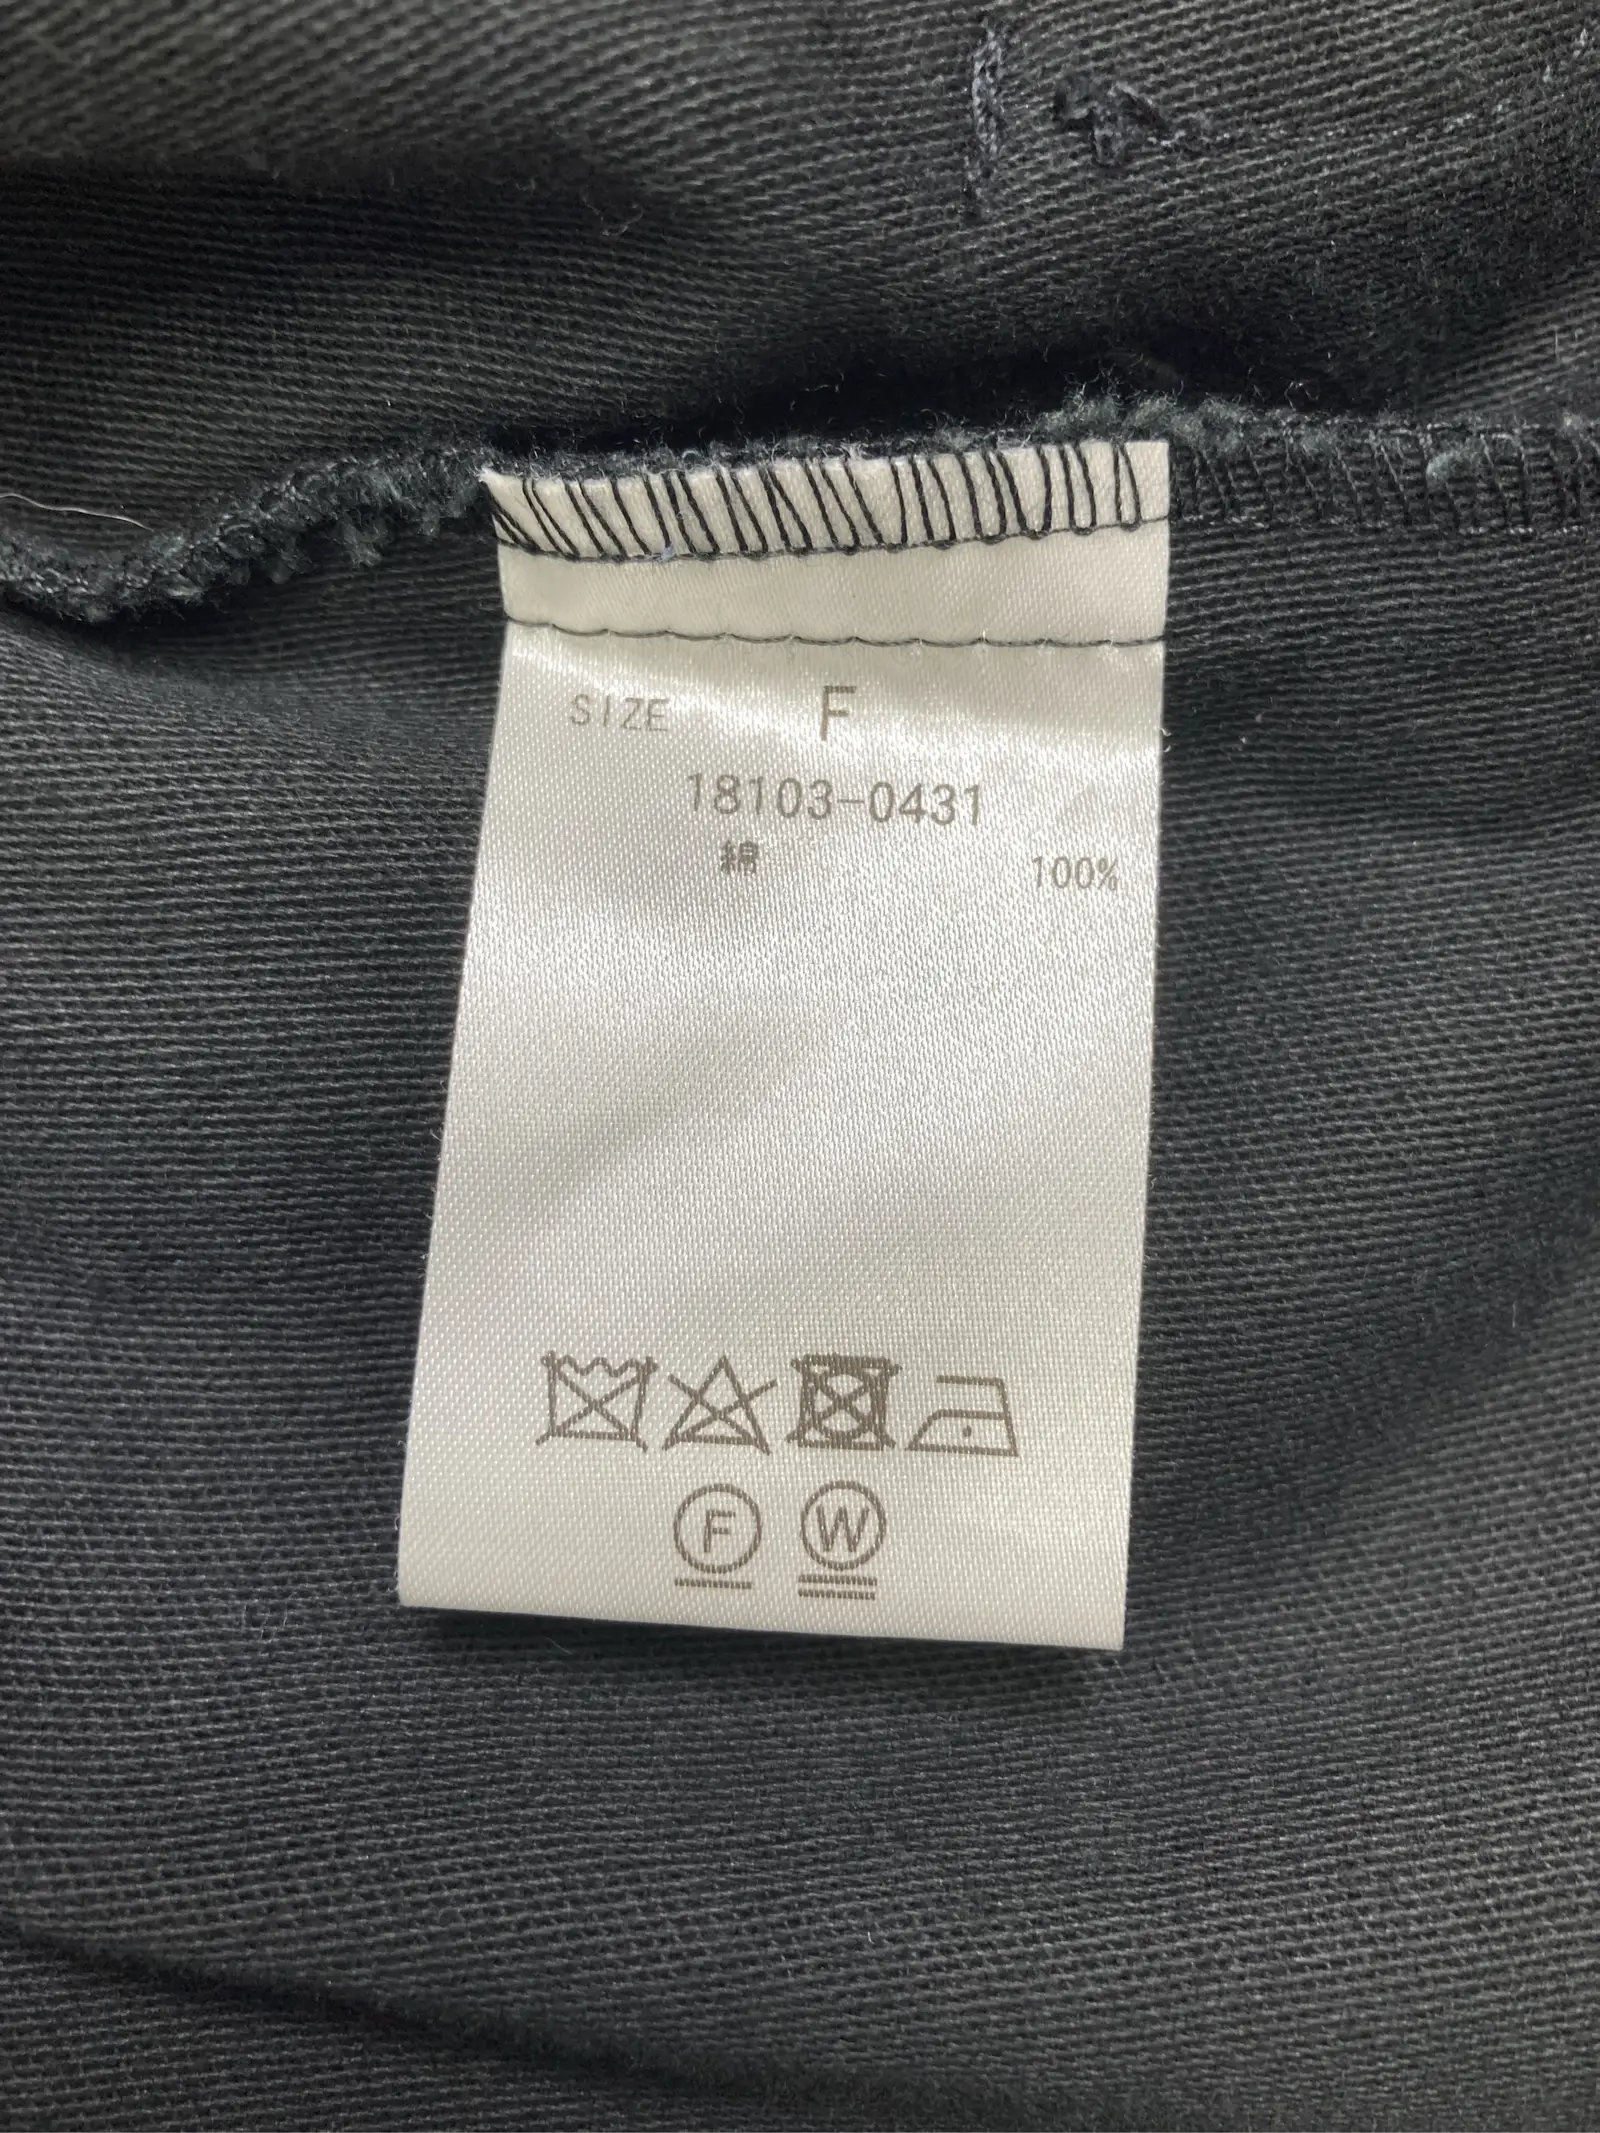 SIZE F
18103-0431
綿 100%
F W